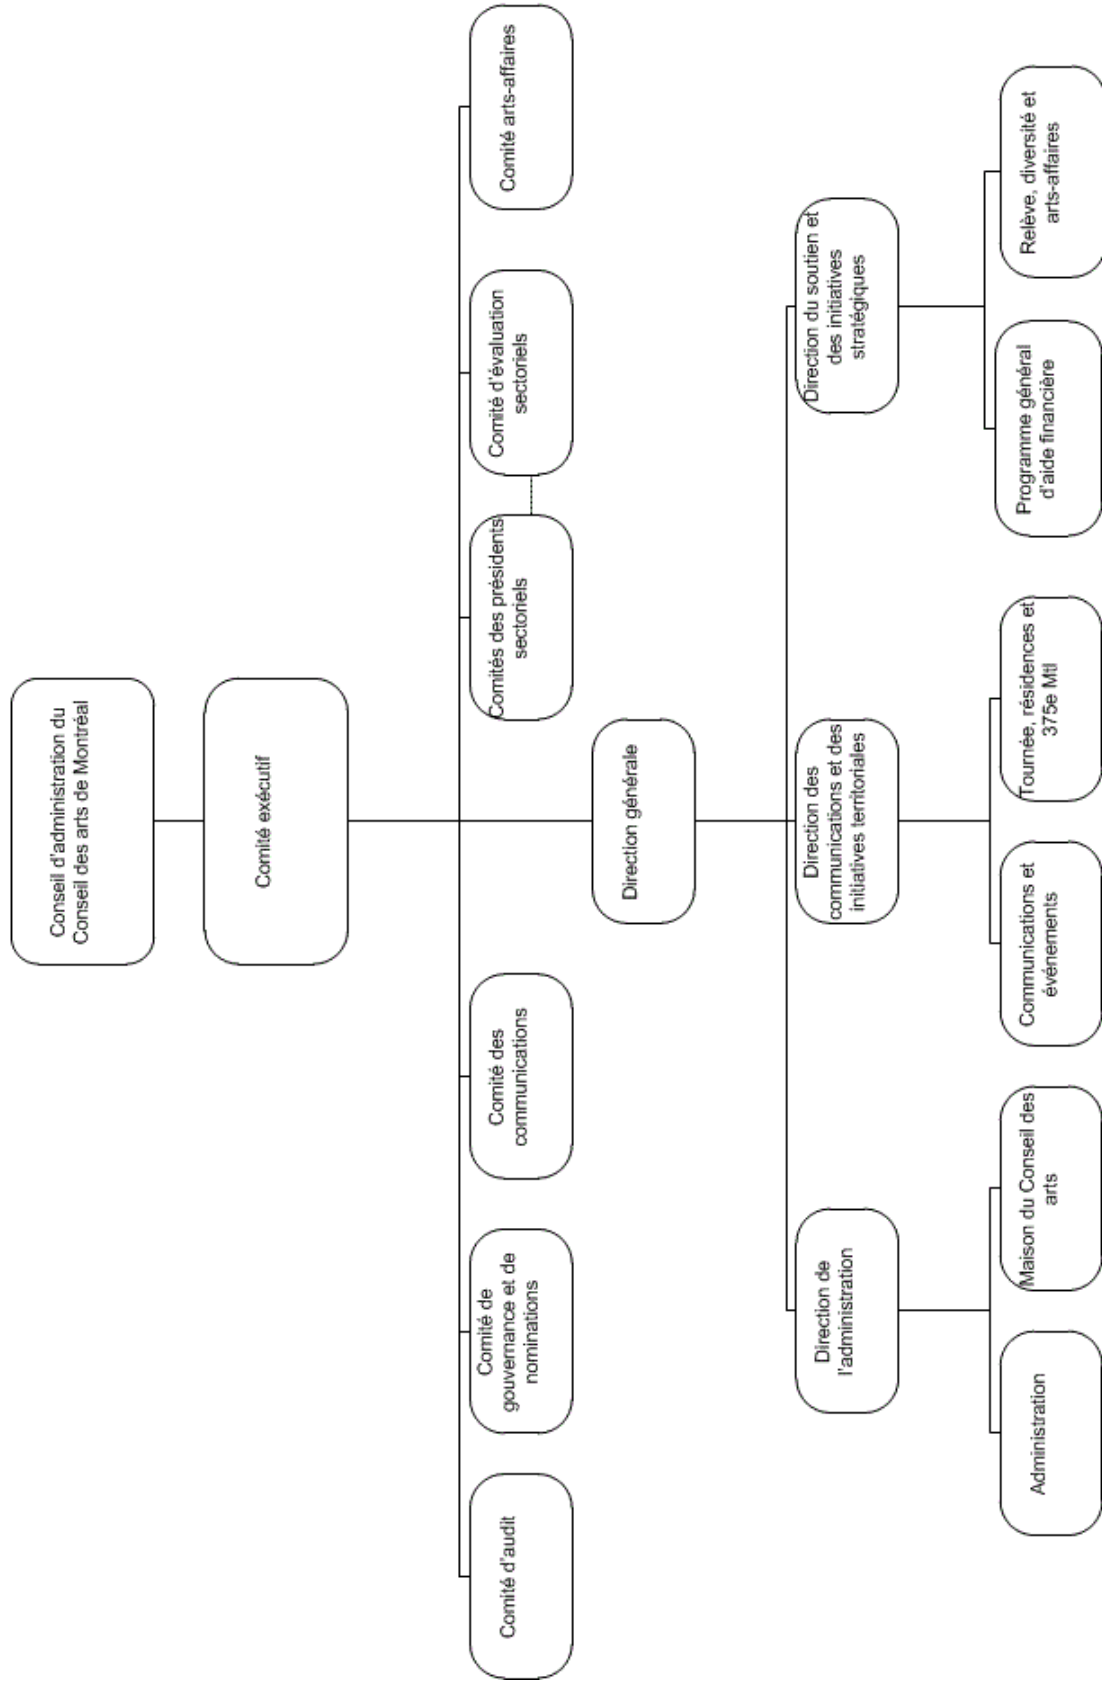 Conseil d'administration du
Conseil des arts de Montréal
Comité exécutif
Comité d'audit
Comité de
gouvernance et de
nominations
Comité des
communications
Comités des présidents
sectoriels
Comité d'évaluation
sectoriels
Comité arts-affaires
Direction générale
Direction de
l'administration
Direction des
communications et des
initiatives territoriales
Direction du soutien et
des initiatives
stratégiques
Administration
Maison du Conseil des
arts
Communications et
événements
Tournée, résidences et
375e Mtl
Programme général
d'aide financière
Relève, diversité et
arts-affaires